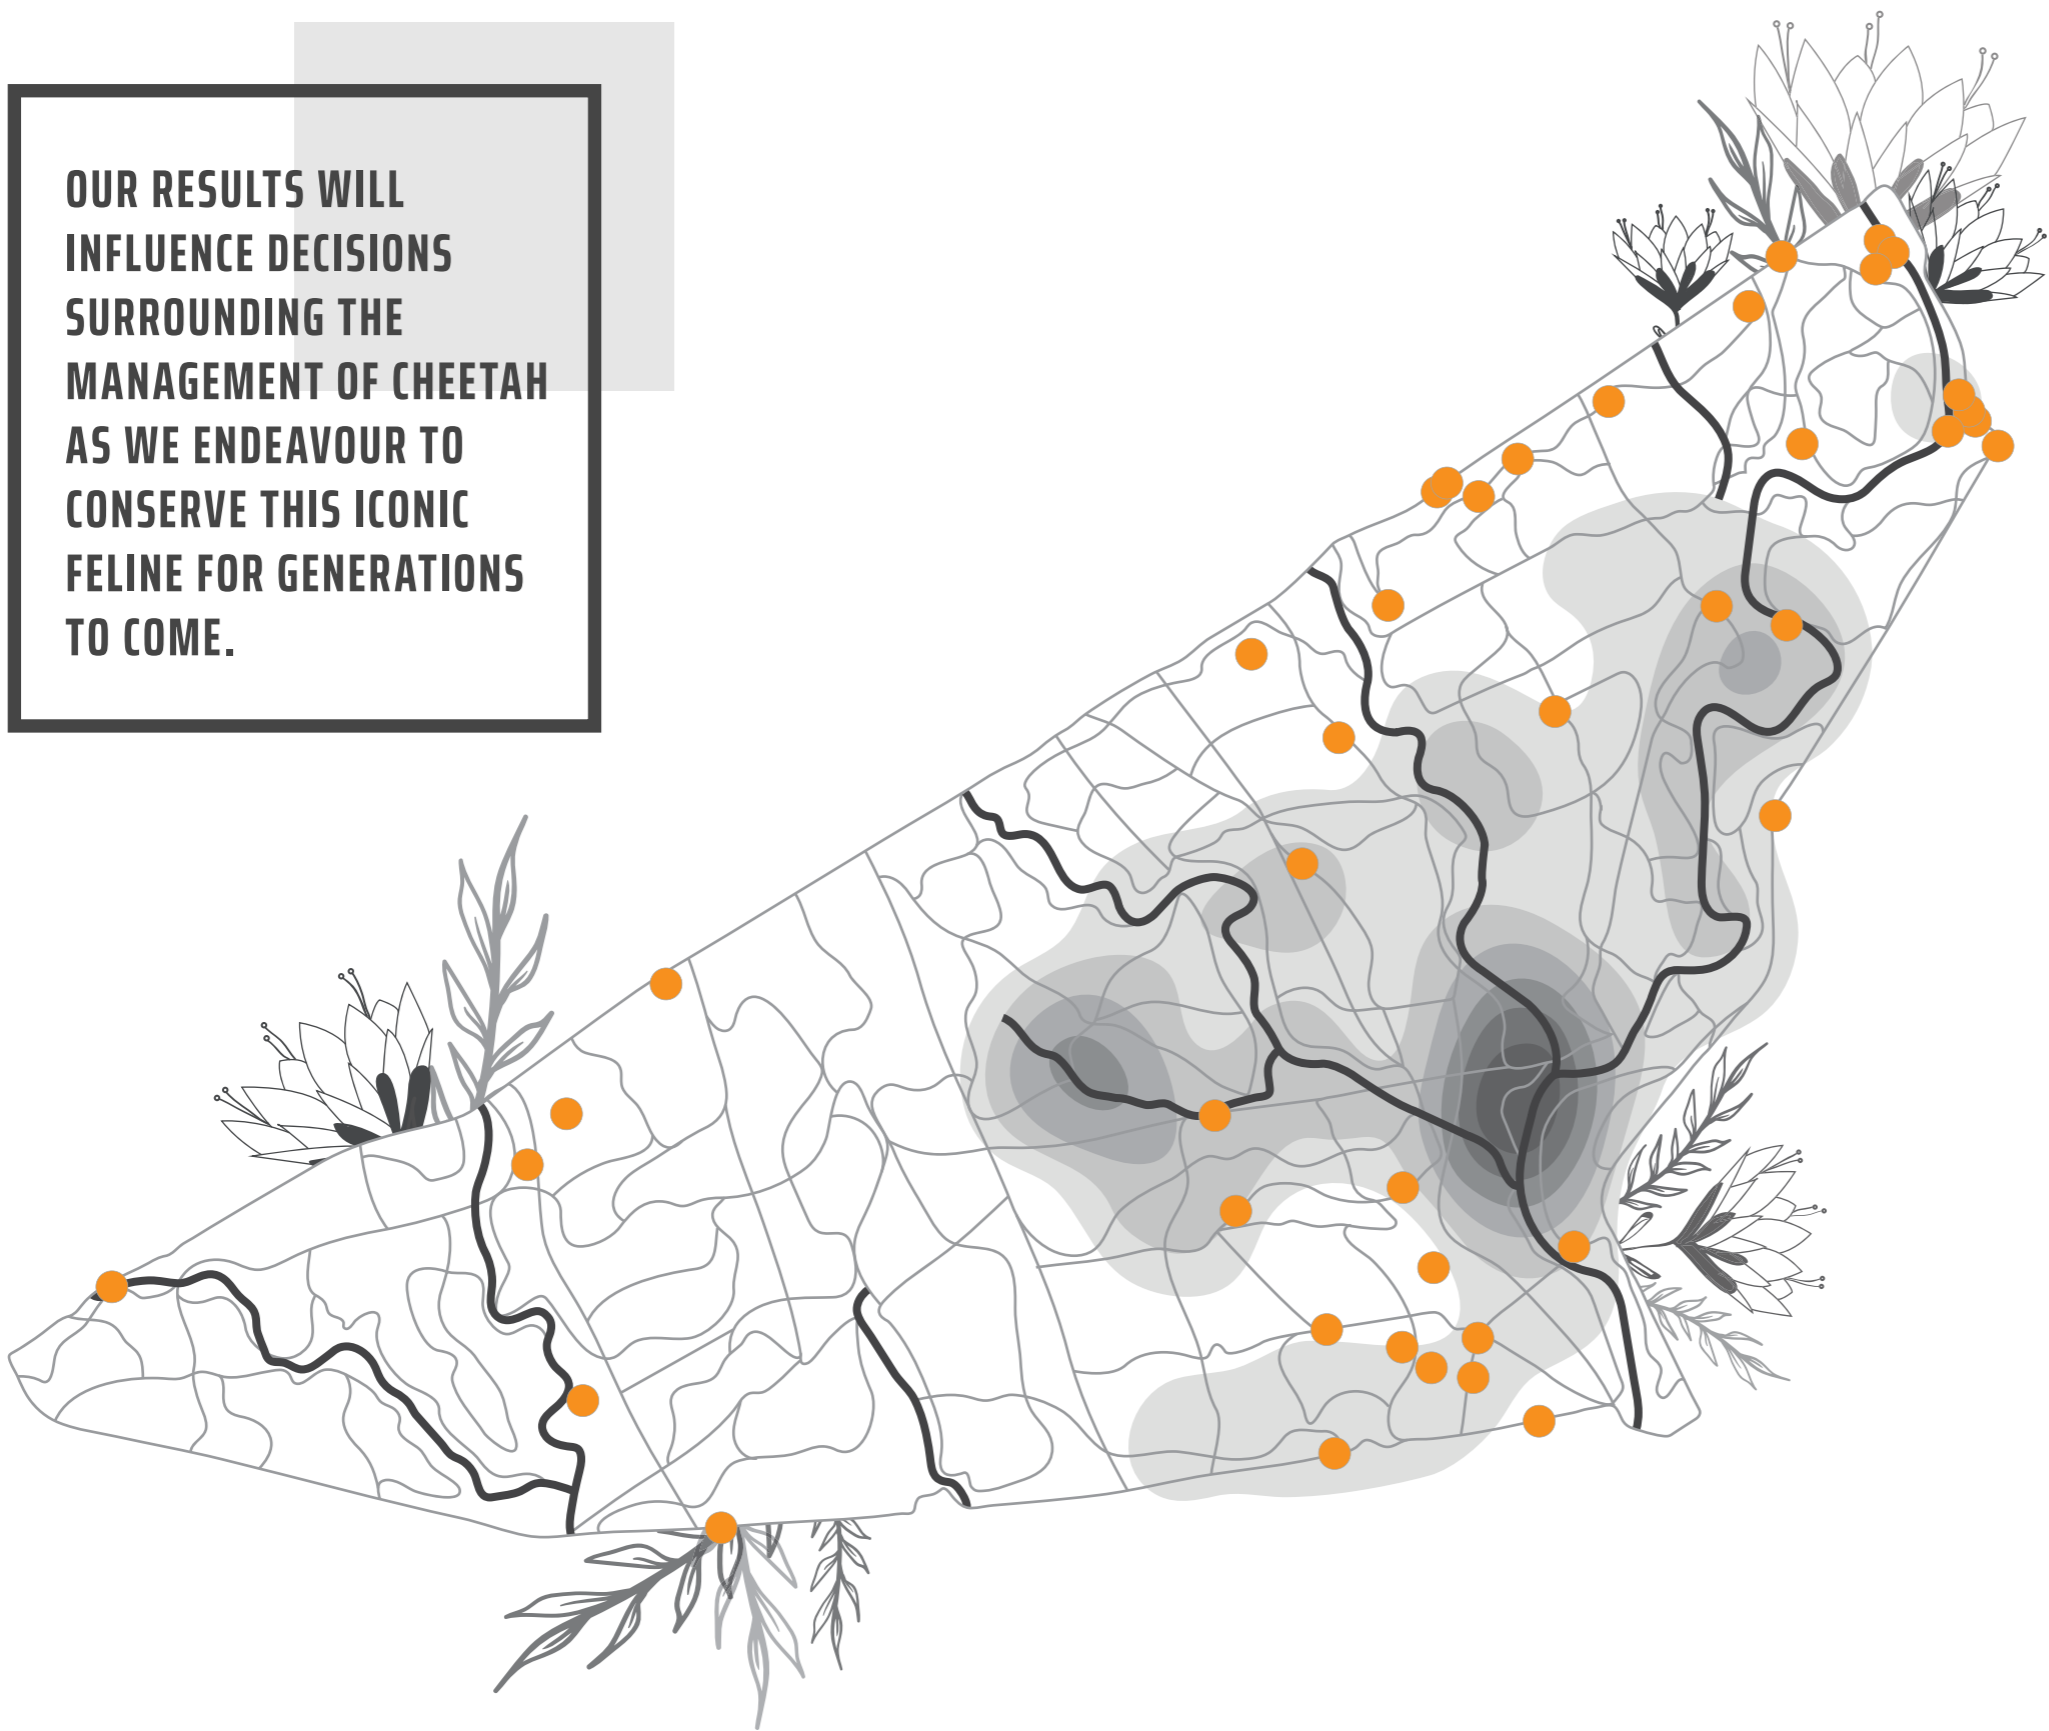 OUR RESULTS WILL
INFLUENCE DECISIONS
SURROUNDING THE
MANAGEMENT OF CHEETAH
AS WE ENDEAVOUR TO
CONSERVE THIS ICONIC
FELINE FOR GENERATIONS
TO COME.